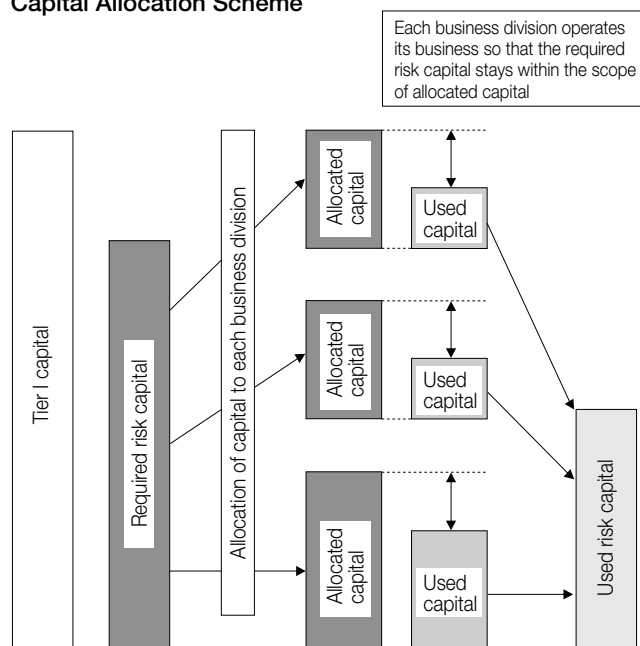 Capital Allocation Scheme
Each business division operates
its business so that the required
risk capital stays within the scope
of allocated capital
Tier I capital
Required risk capital
Allocation of capital to each business division
Allocated
capital
Used
capital
Allocated
capital
Used
capital
Allocated
capital
Used
capital
Used risk capital